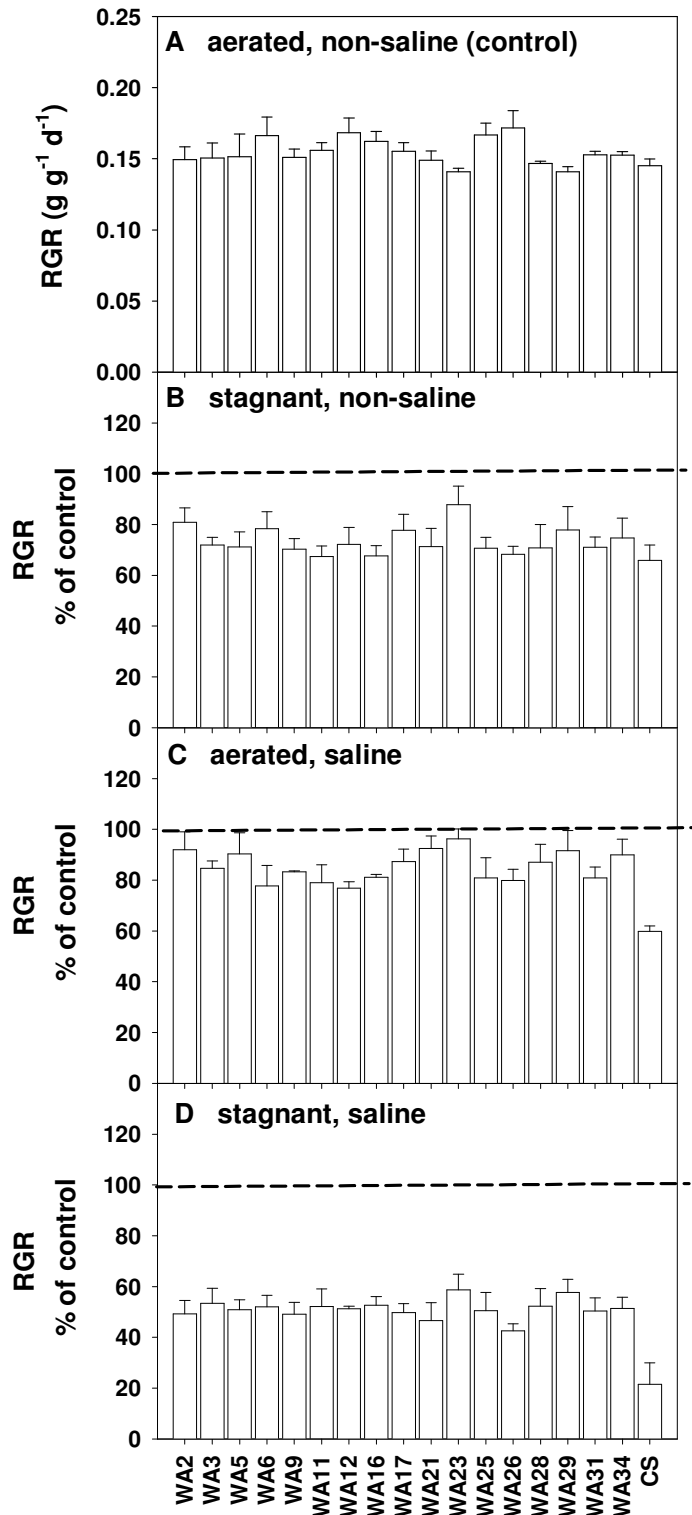 A aerated, non-saline (control)
RGR (g g-1 d-1)
0.25
0.20
0.15
0.10
0.05
0.00
B stagnant, non-saline
RGR
% of control
120
100
80
60
40
20
0
C aerated, saline
RGR
% of control
120
100
80
60
40
20
0
D stagnant, saline
RGR
% of control
120
100
80
60
40
20
0
WA2
WA3
WA5
WA6
WA9
WA11
WA12
WA16
WA17
WA21
WA23
WA25
WA26
WA28
WA29
WA31
WA34
CS